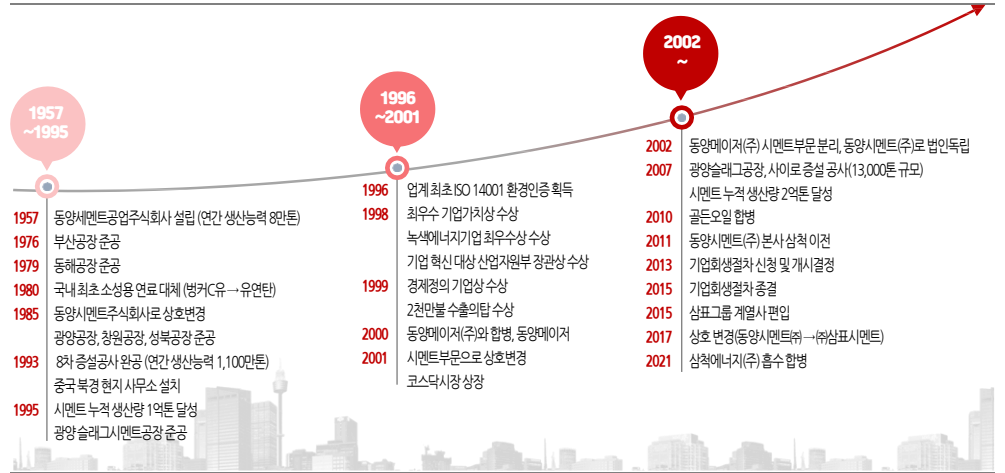 1957
~1995
1957 동양세멘트공업주식회사 설립 (연간 생산능력 8만톤)
1976 부산공장 준공
1979 동해공장 준공
1980 국내 최초 소성용 연료 대체 (벙커C유→유연탄)
1985 동양시멘트주식회사로 상호변경
광양공장, 창원공장, 성북공장 준공
1993 8차 증설공사 완공 (연간 생산능력 1,100만톤)
중국 북경 현지 사무소 설치
1995 시멘트 누적 생산량 1억톤 달성
광양 슬래그시멘트공장 준공
1996
~2001
1996 업계 최초 ISO 14001 환경인증 획득
1998 최우수 기업가치상 수상
녹색에너지기업 최우수상 수상
기업 혁신 대상 산업자원부 장관상 수상
1999 경제정의 기업상 수상
2천만불 수출의탑 수상
2000 동양메이저(주)와 합병, 동양메이저
2001 시멘트부문으로 상호변경
코스닥시장 상장
2002
~
2002 동양메이저(주) 시멘트부문 분리, 동양시멘트(주)로 법인독립
2007 광양슬래그공장, 사이로 증설 공사(13,000톤 규모)
시멘트 누적 생산량 2억톤 달성
2010 골든오일 합병
2011 동양시멘트(주) 본사 삼척 이전
2013 기업회생절차 신청 및 개시결정
2015 기업회생절차 종결
2015 삼표그룹 계열사 편입
2017 상호 변경(동양시멘트㈜→㈜삼표시멘트)
2021 삼척에너지(주) 흡수 합병